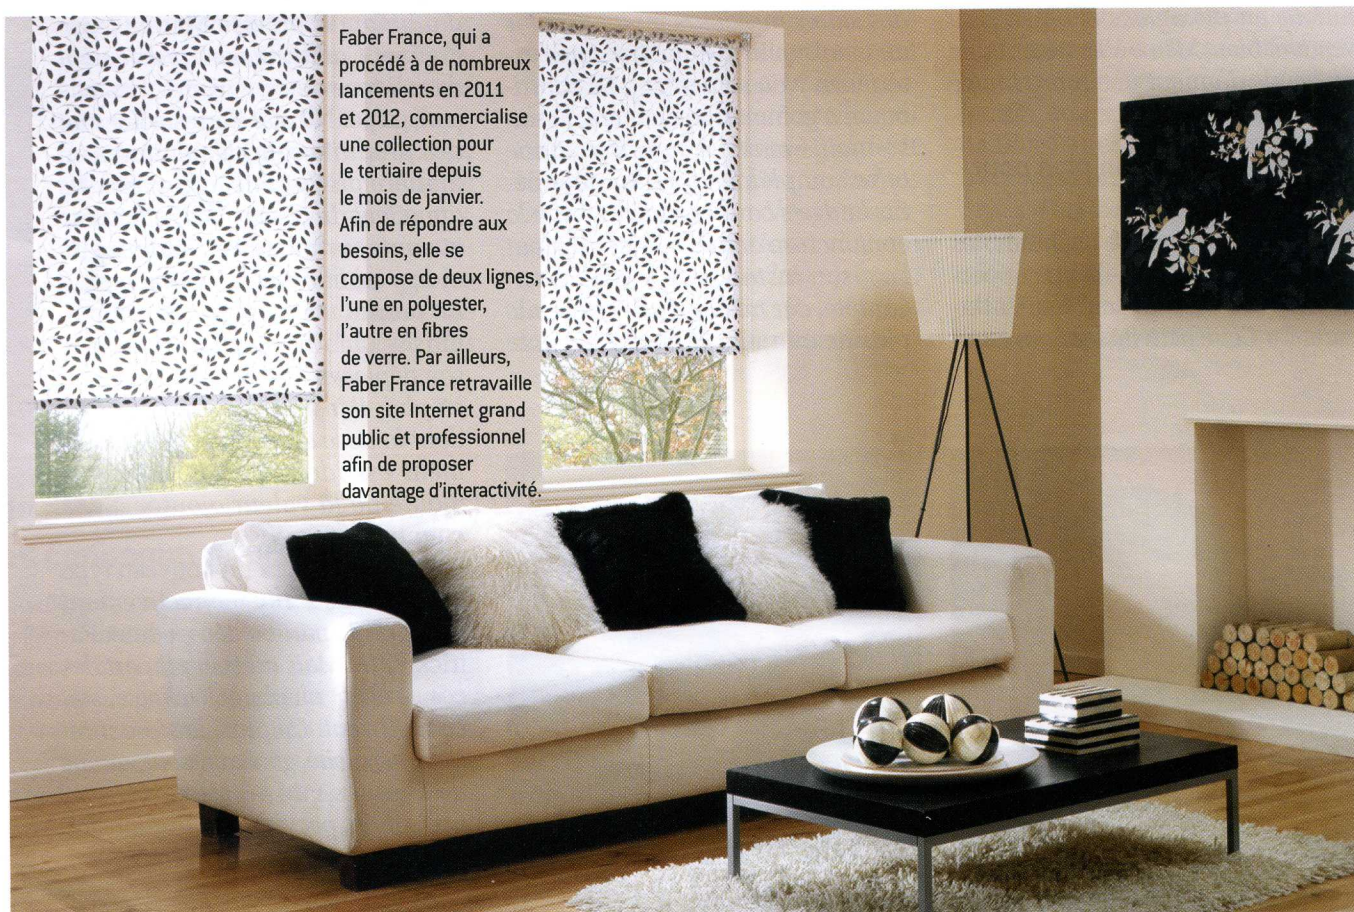 Faber France, qui a
procédé à de nombreux
lancements en 2011
et 2012, commercialise
une collection pour
le tertiaire depuis
le mois de janvier.
Afin de répondre aux
besoins, elle se
compose de deux lignes,
l'une en polyester,
l'autre en fibres
de verre. Par ailleurs,
Faber France retravaille
son site Internet grand
public et professionnel
afin de proposer
davantage d'interactivité.